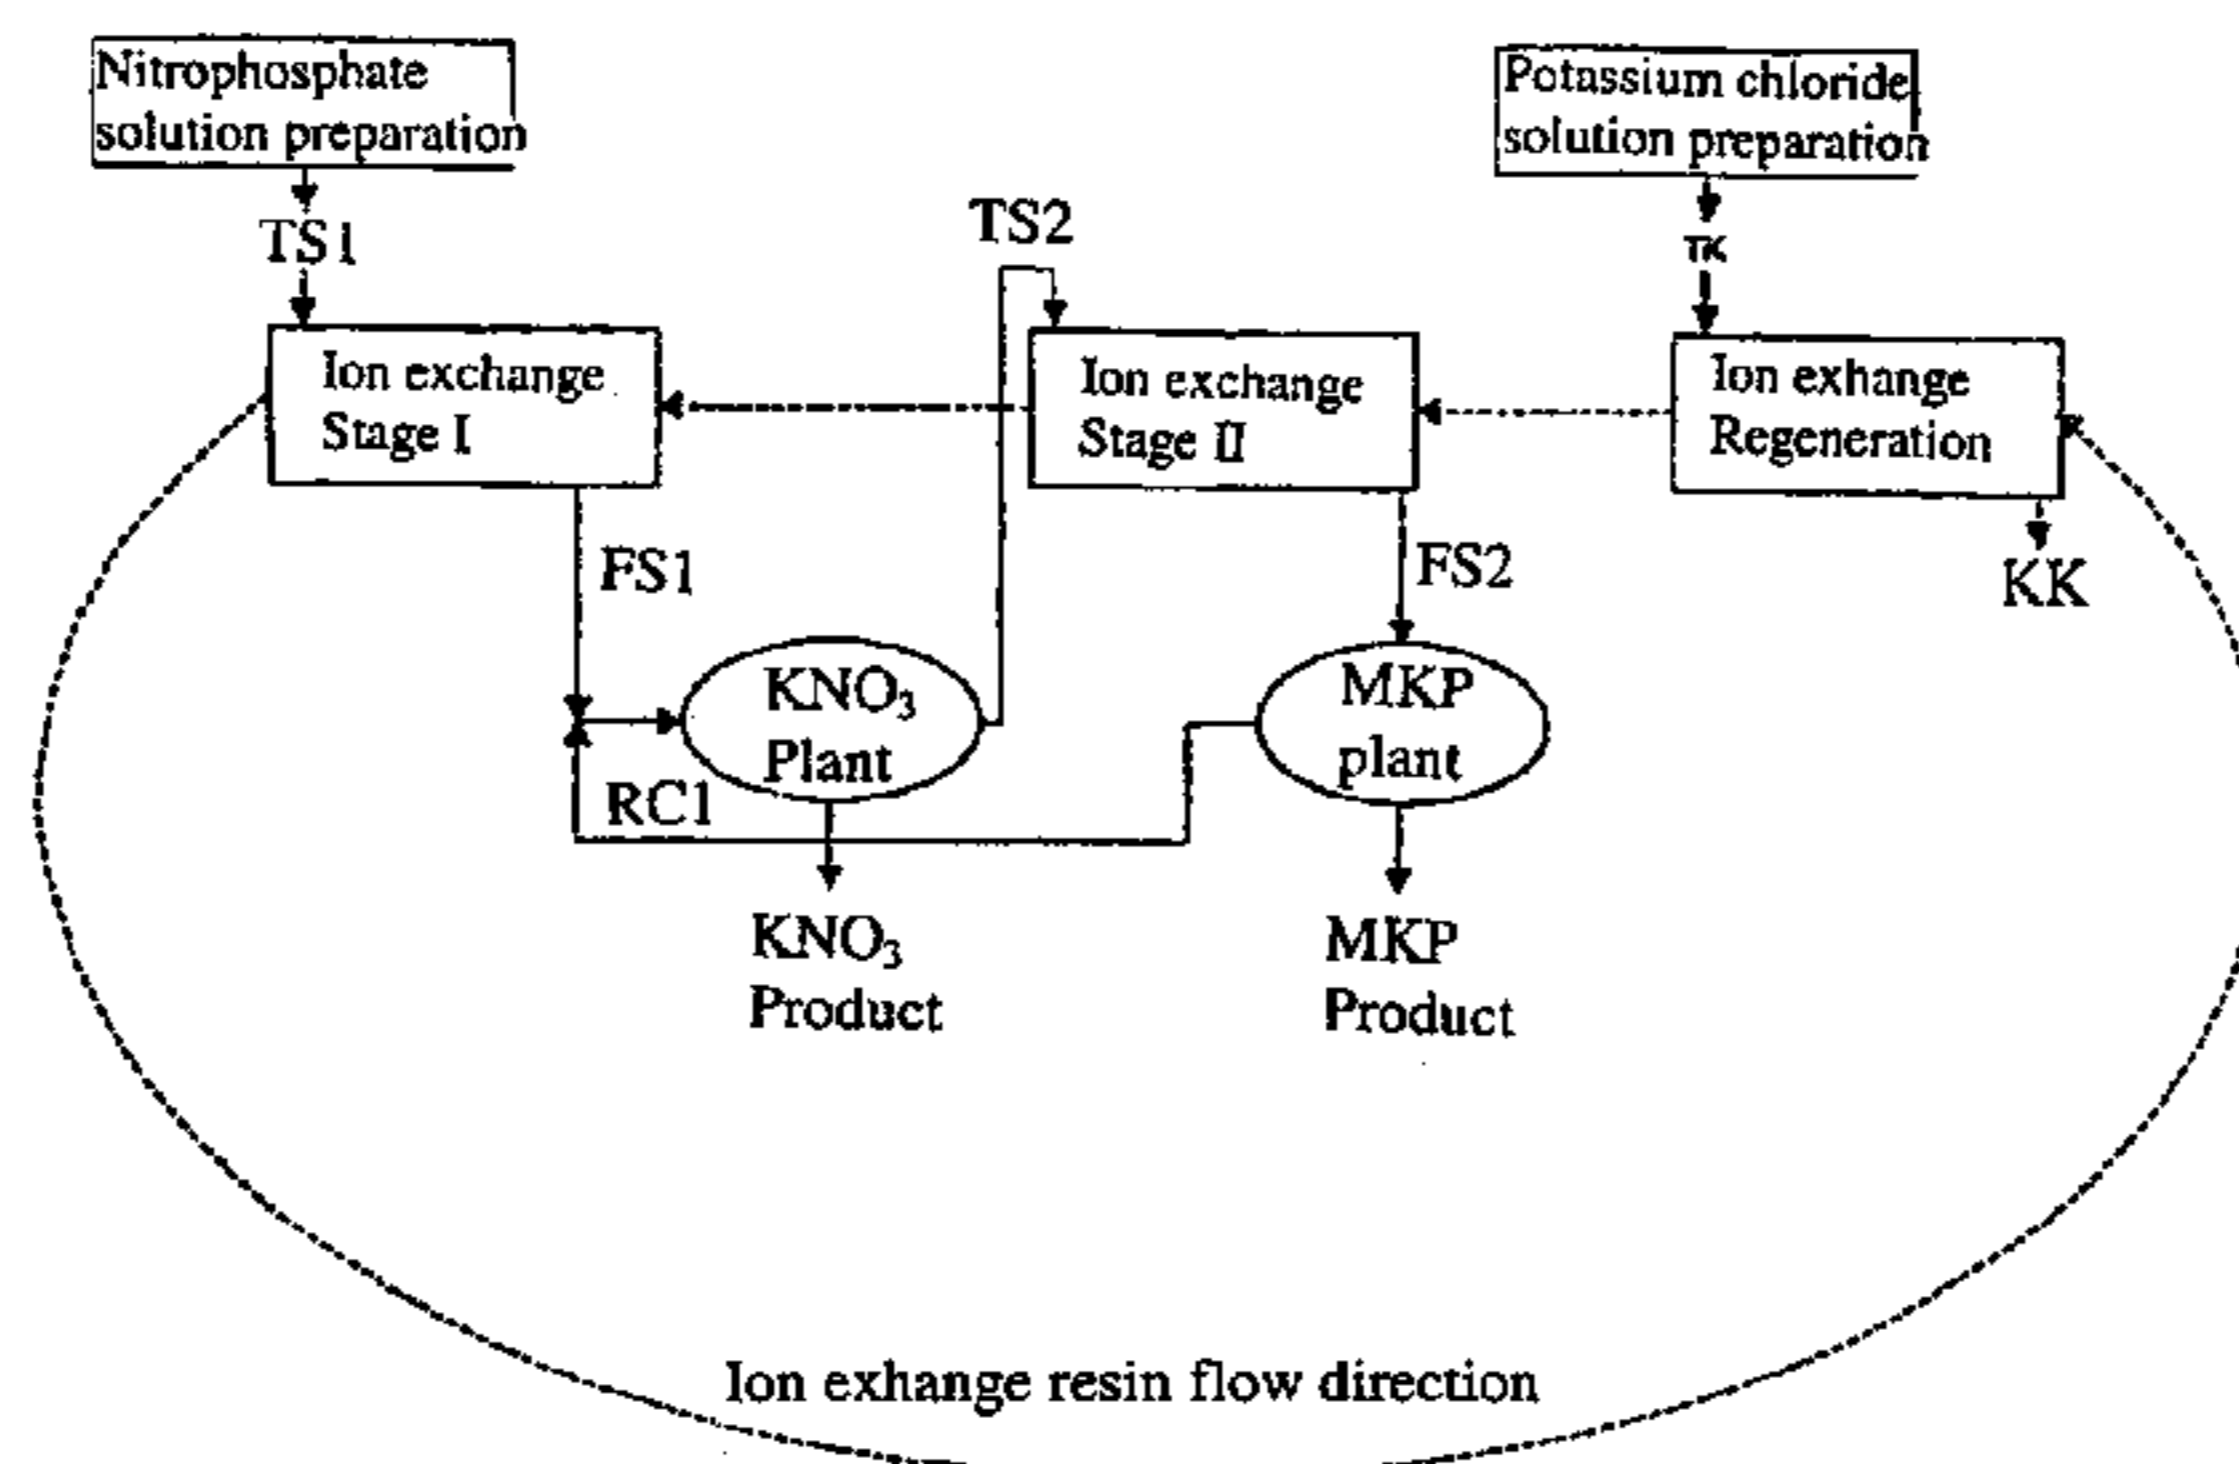 Nitrophosphate
solution preparation
Potassium chloride
solution preparation
TS1
TS2
TK
Ion exchange
Stage I
Ion exchange
Stage II
Ion exhange
Regeneration
FS1
FS2
KK
KNO₃
Plant
MKP
plant
RC1
KNO₃
Product
MKP
Product
Ion exhange resin flow direction